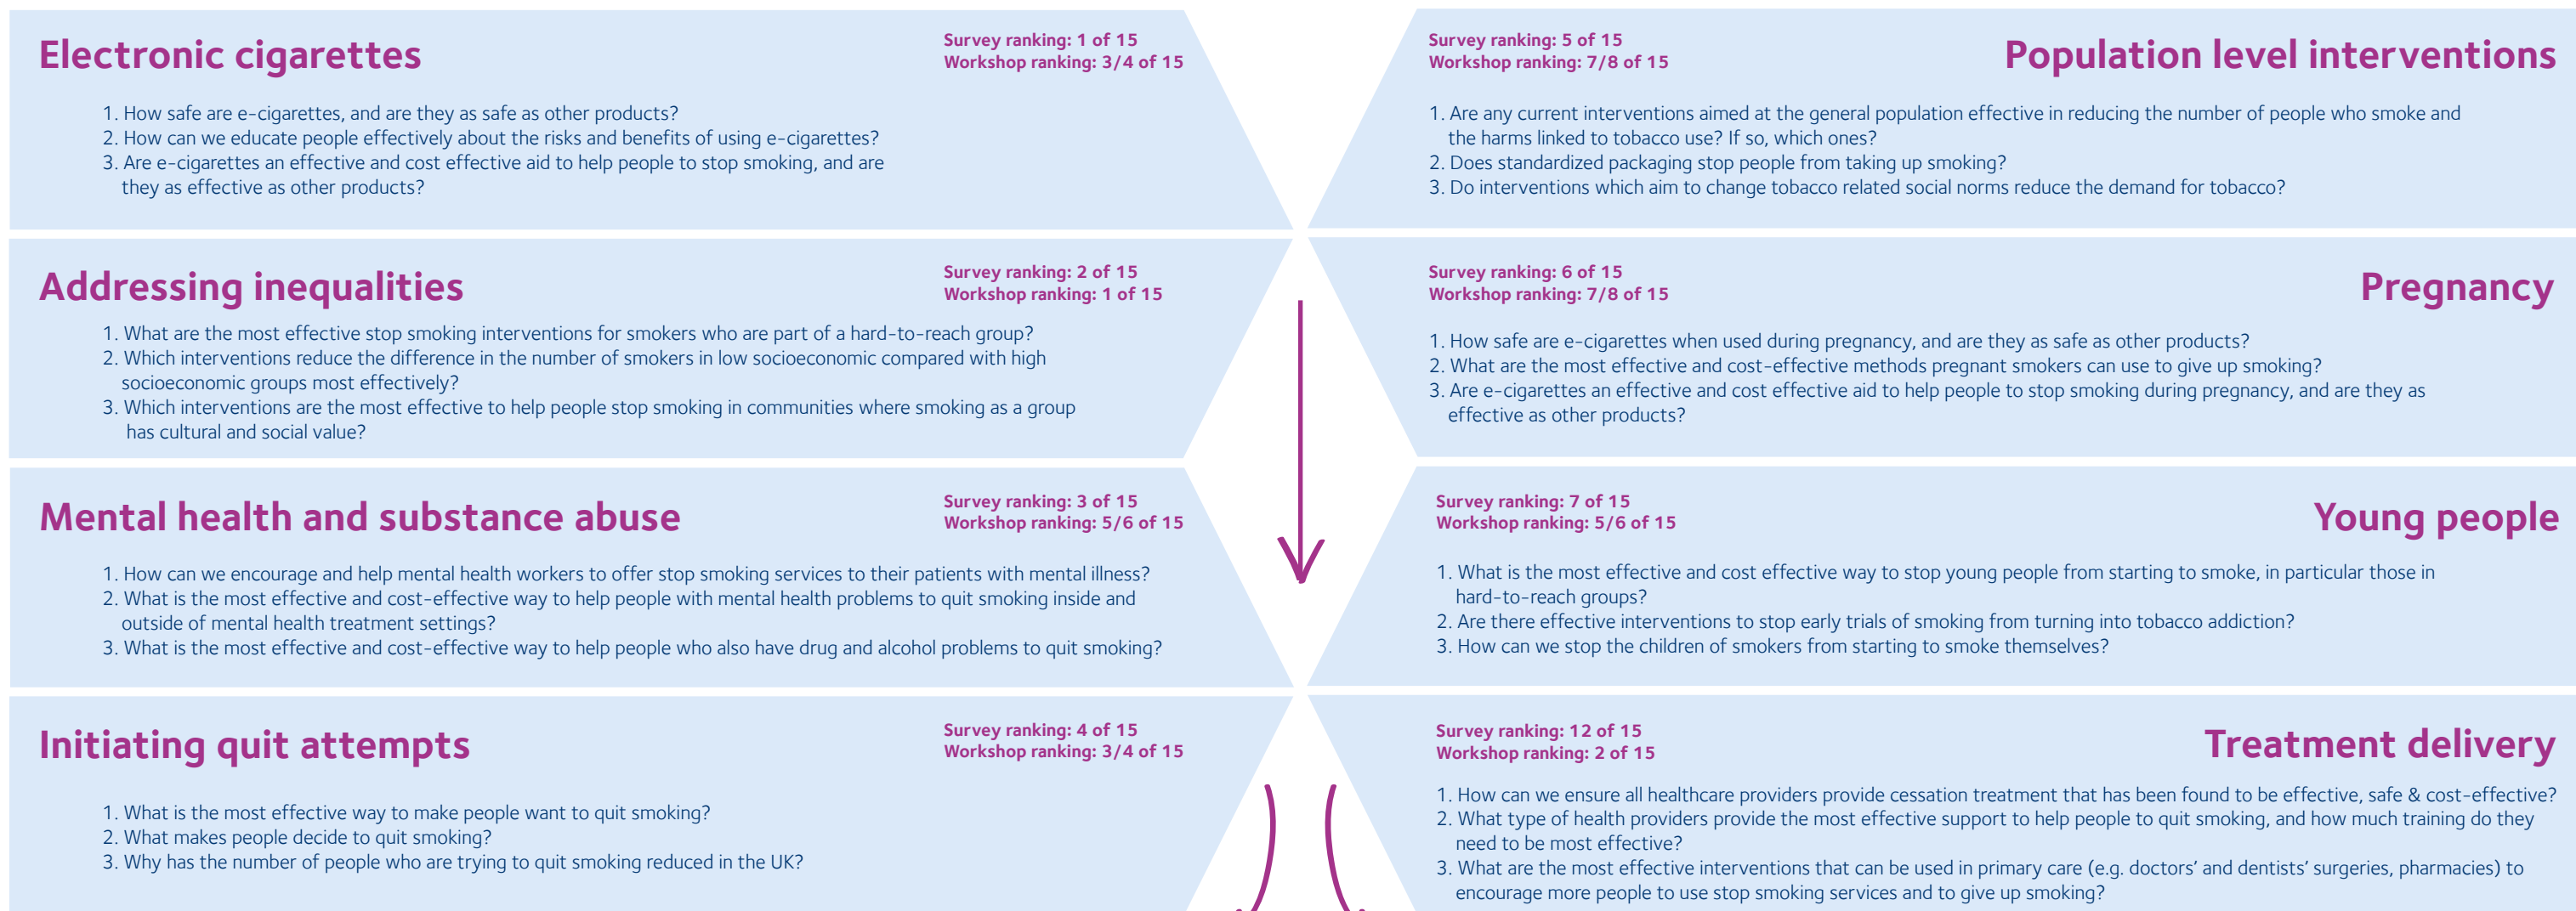 Electronic cigarettes
Survey ranking: 1 of 15
Workshop ranking: 3/4 of 15
1. How safe are e-cigarettes, and are they as safe as other products?
2. How can we educate people effectively about the risks and benefits of using e-cigarettes?
3. Are e-cigarettes an effective and cost effective aid to help people to stop smoking, and are
they as effective as other products?
Survey ranking: 5 of 15
Workshop ranking: 7/8 of 15
Population level interventions
1. Are any current interventions aimed at the general population effective in reducing the number of people who smoke and
the harms linked to tobacco use? If so, which ones?
2. Does standardized packaging stop people from taking up smoking?
3. Do interventions which aim to change tobacco related social norms reduce the demand for tobacco?
Addressing inequalities
Survey ranking: 2 of 15
Workshop ranking: 1 of 15
1. What are the most effective stop smoking interventions for smokers who are part of a hard-to-reach group?
2. Which interventions reduce the difference in the number of smokers in low socioeconomic compared with high
socioeconomic groups most effectively?
3. Which interventions are the most effective to help people stop smoking in communities where smoking as a group
has cultural and social value?
Survey ranking: 6 of 15
Workshop ranking: 7/8 of 15
Pregnancy
1. How safe are e-cigarettes when used during pregnancy, and are they as safe as other products?
2. What are the most effective and cost-effective methods pregnant smokers can use to give up smoking?
3. Are e-cigarettes an effective and cost effective aid to help people to stop smoking during pregnancy, and are they as
effective as other products?
Mental health and substance abuse
Survey ranking: 3 of 15
Workshop ranking: 5/6 of 15
1. How can we encourage and help mental health workers to offer stop smoking services to their patients with mental illness?
2. What is the most effective and cost-effective way to help people with mental health problems to quit smoking inside and
outside of mental health treatment settings?
3. What is the most effective and cost-effective way to help people who also have drug and alcohol problems to quit smoking?
Survey ranking: 7 of 15
Workshop ranking: 5/6 of 15
Young people
1. What is the most effective and cost effective way to stop young people from starting to smoke, in particular those in
hard-to-reach groups?
2. Are there effective interventions to stop early trials of smoking from turning into tobacco addiction?
3. How can we stop the children of smokers from starting to smoke themselves?
Initiating quit attempts
Survey ranking: 4 of 15
Workshop ranking: 3/4 of 15
1. What is the most effective way to make people want to quit smoking?
2. What makes people decide to quit smoking?
3. Why has the number of people who are trying to quit smoking reduced in the UK?
Survey ranking: 12 of 15
Workshop ranking: 2 of 15
Treatment delivery
1. How can we ensure all healthcare providers provide cessation treatment that has been found to be effective, safe & cost-effective?
2. What type of health providers provide the most effective support to help people to quit smoking, and how much training do they
need to be most effective?
3. What are the most effective interventions that can be used in primary care (e.g. doctors' and dentists' surgeries, pharmacies) to
encourage more people to use stop smoking services and to give up smoking?